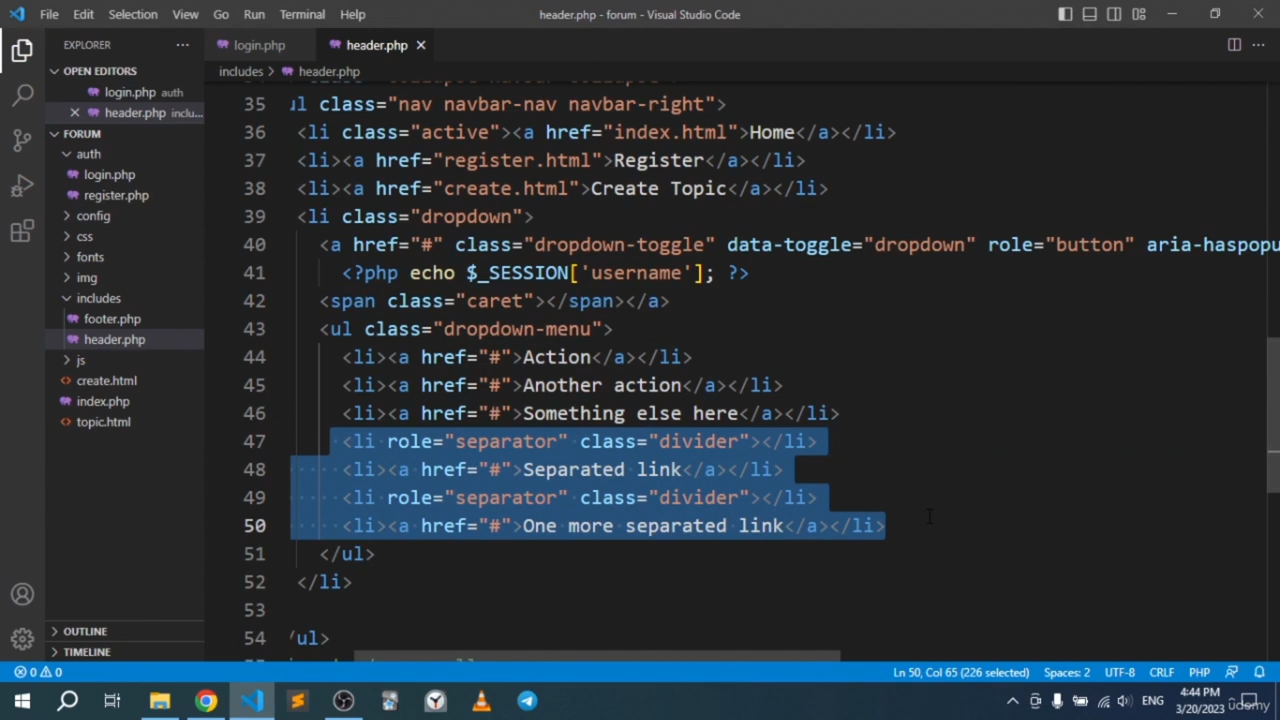 File Edit Selection View Go Run Terminal Help header.php - forum - Visual Studio Code
EXPLORER
OPEN EDITORS
login.php auth
header.php inclu...
FORUM
auth
login.php
register.php
config
css
fonts
img
includes
footer.php
header.php
js
create.html
index.php
topic.html
OUTLINE
TIMELINE
login.php header.php
includes > header.php
35 ul class="nav navbar-nav navbar-right">
36 <li class="active"><a href="index.html">Home</a></li>
37 <li><a href="register.html">Register</a></li>
38 <li><a href="create.html">Create Topic</a></li>
39 <li class="dropdown">
40 <a href="#" class="dropdown-toggle" data-toggle="dropdown" role="button" aria-haspopu
41 <?php echo $_SESSION['username']; ?>
42 <span class="caret"></span></a>
43 <ul class="dropdown-menu">
44 <li><a href="#">Action</a></li>
45 <li><a href="#">Another action</a></li>
46 <li><a href="#">Something else here</a></li>
47 <li role="separator" class="divider"></li>
48 <li><a href="#">Separated link</a></li>
49 <li role="separator" class="divider"></li>
50 <li><a href="#">One more separated link</a></li>
51 </ul>
52 </li>
53
54 /ul>
0 0 Ln 50, Col 65 (226 selected) Spaces: 2 UTF-8 CRLF PHP
ENG 4:44 PM
3/20/2023
udemy